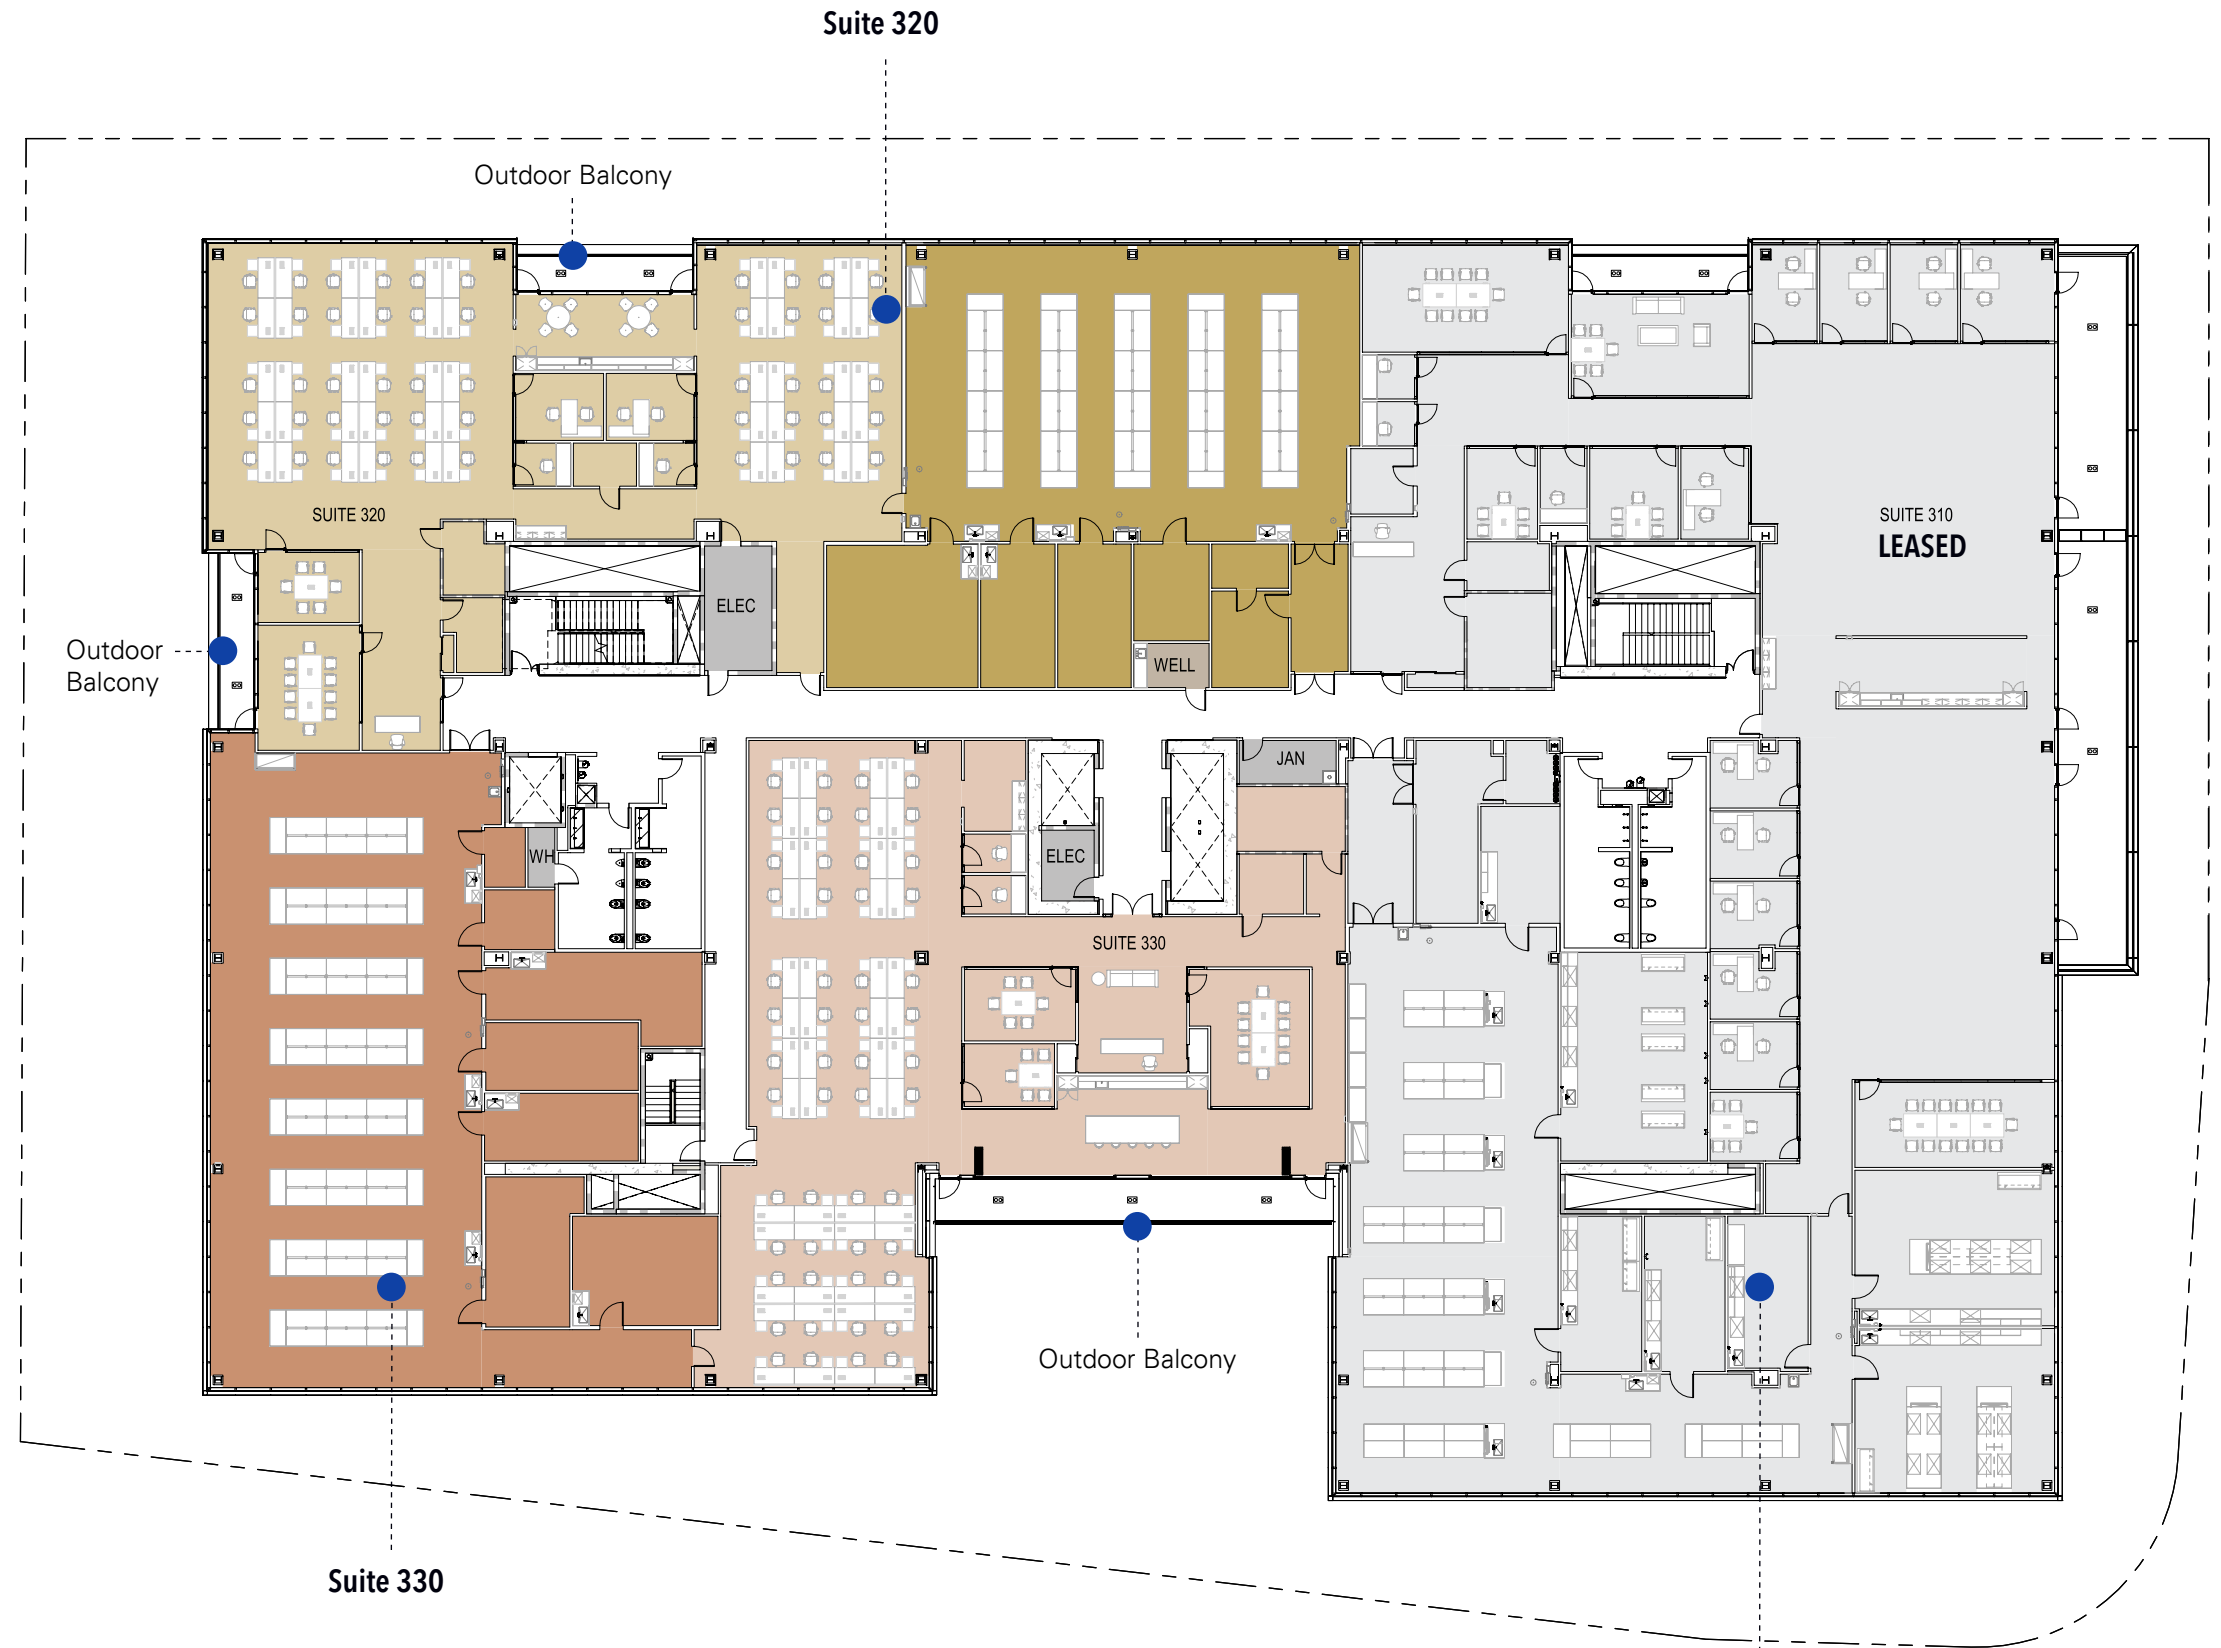 Suite 320
Outdoor Balcony
SUITE 320
SUITE 310
LEASED
ELEC
Outdoor
Balcony
WELL
JAN
WH
ELEC
SUITE 330
Outdoor Balcony
Suite 330